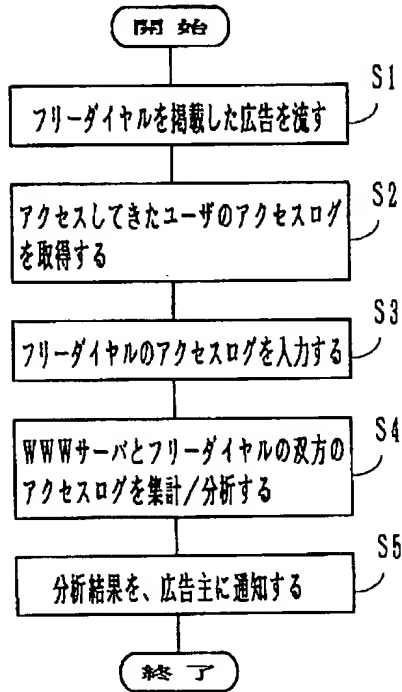 開始
S1
フリーダイヤルを掲載した広告を流す
S2
アクセスしてきたユーザのアクセスログ
を取得する
S3
フリーダイヤルのアクセスログを入力する
S4
WWWサーバとフリーダイヤルの双方の
アクセスログを集計/分析する
S5
分析結果を、広告主に通知する
終了